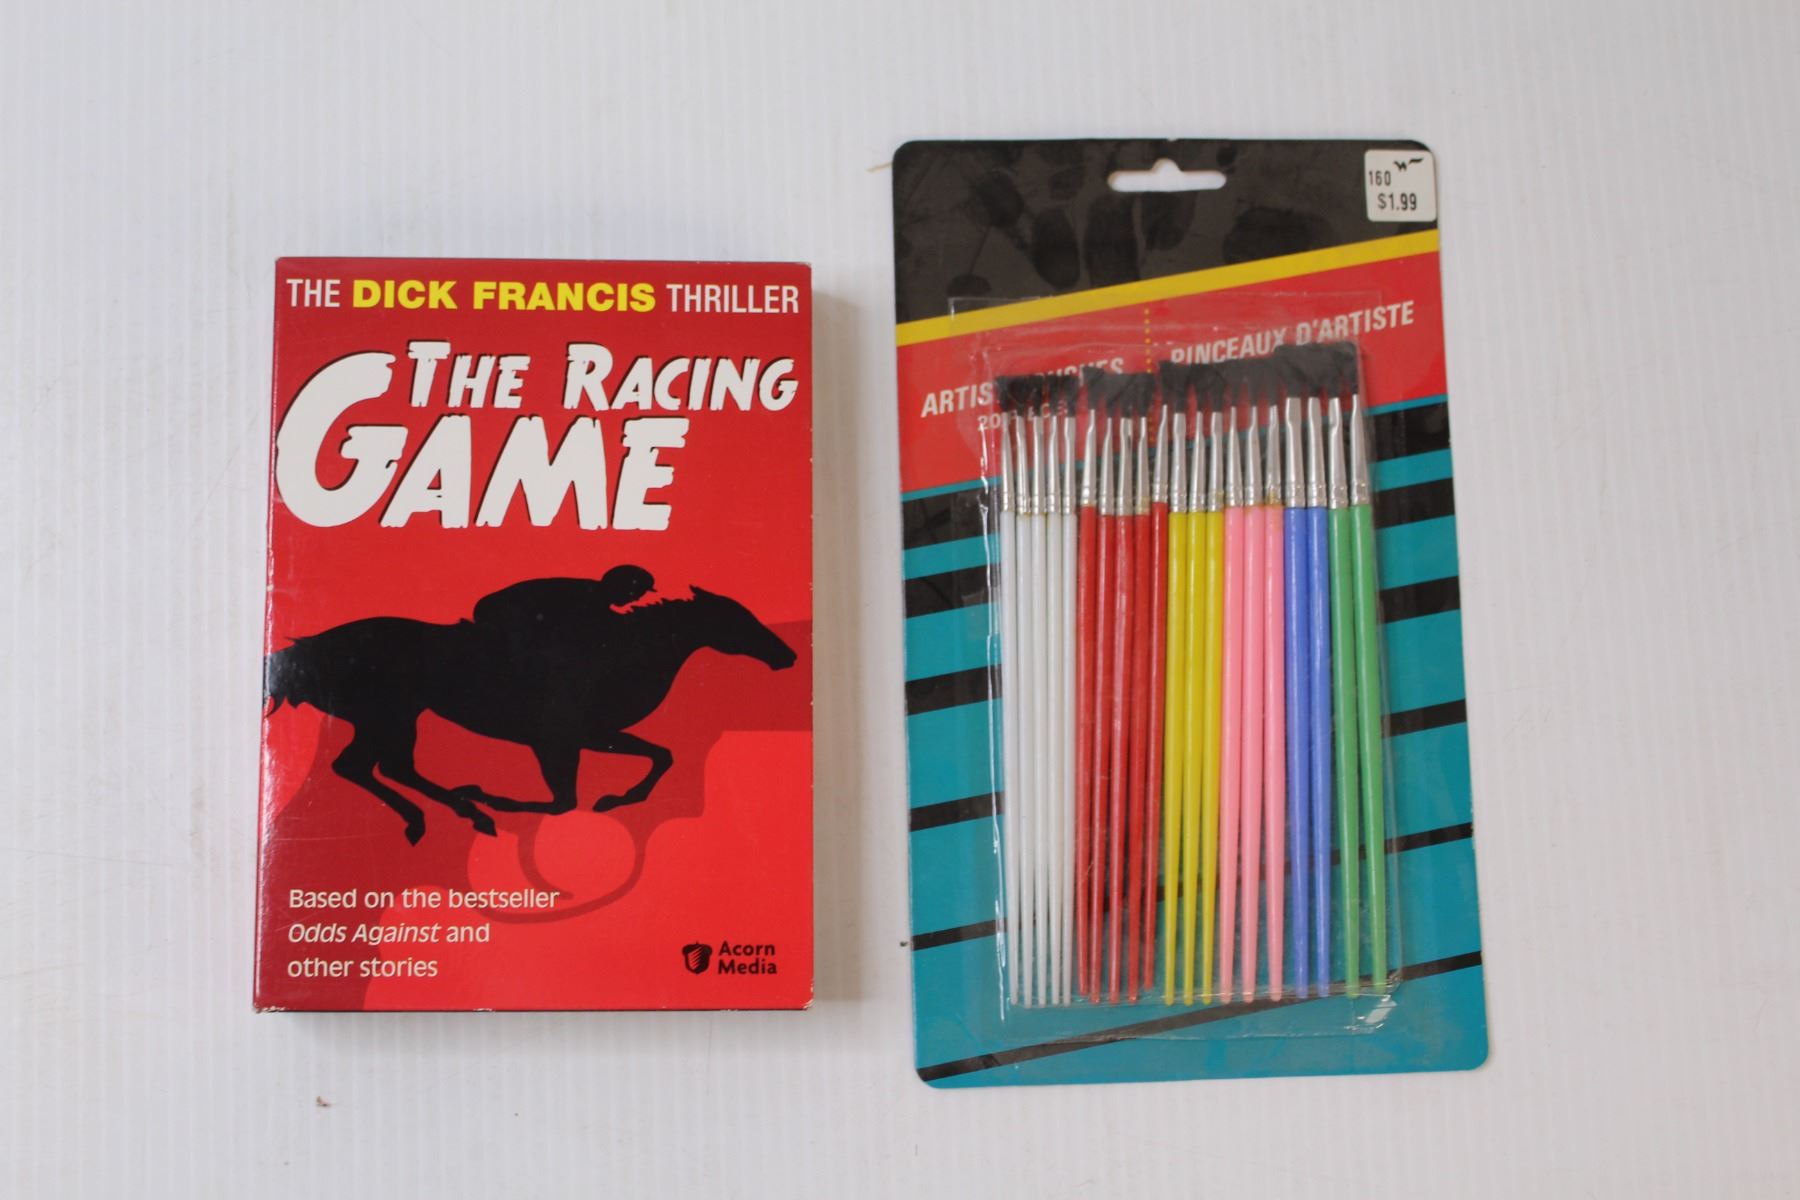 THE DICK FRANCIS THRILLER
THE RACING
GAME
Based on the bestseller
Odds Against and
other stories
Acorn
Media
160
$1.99
PINCEAUX D'ARTISTE